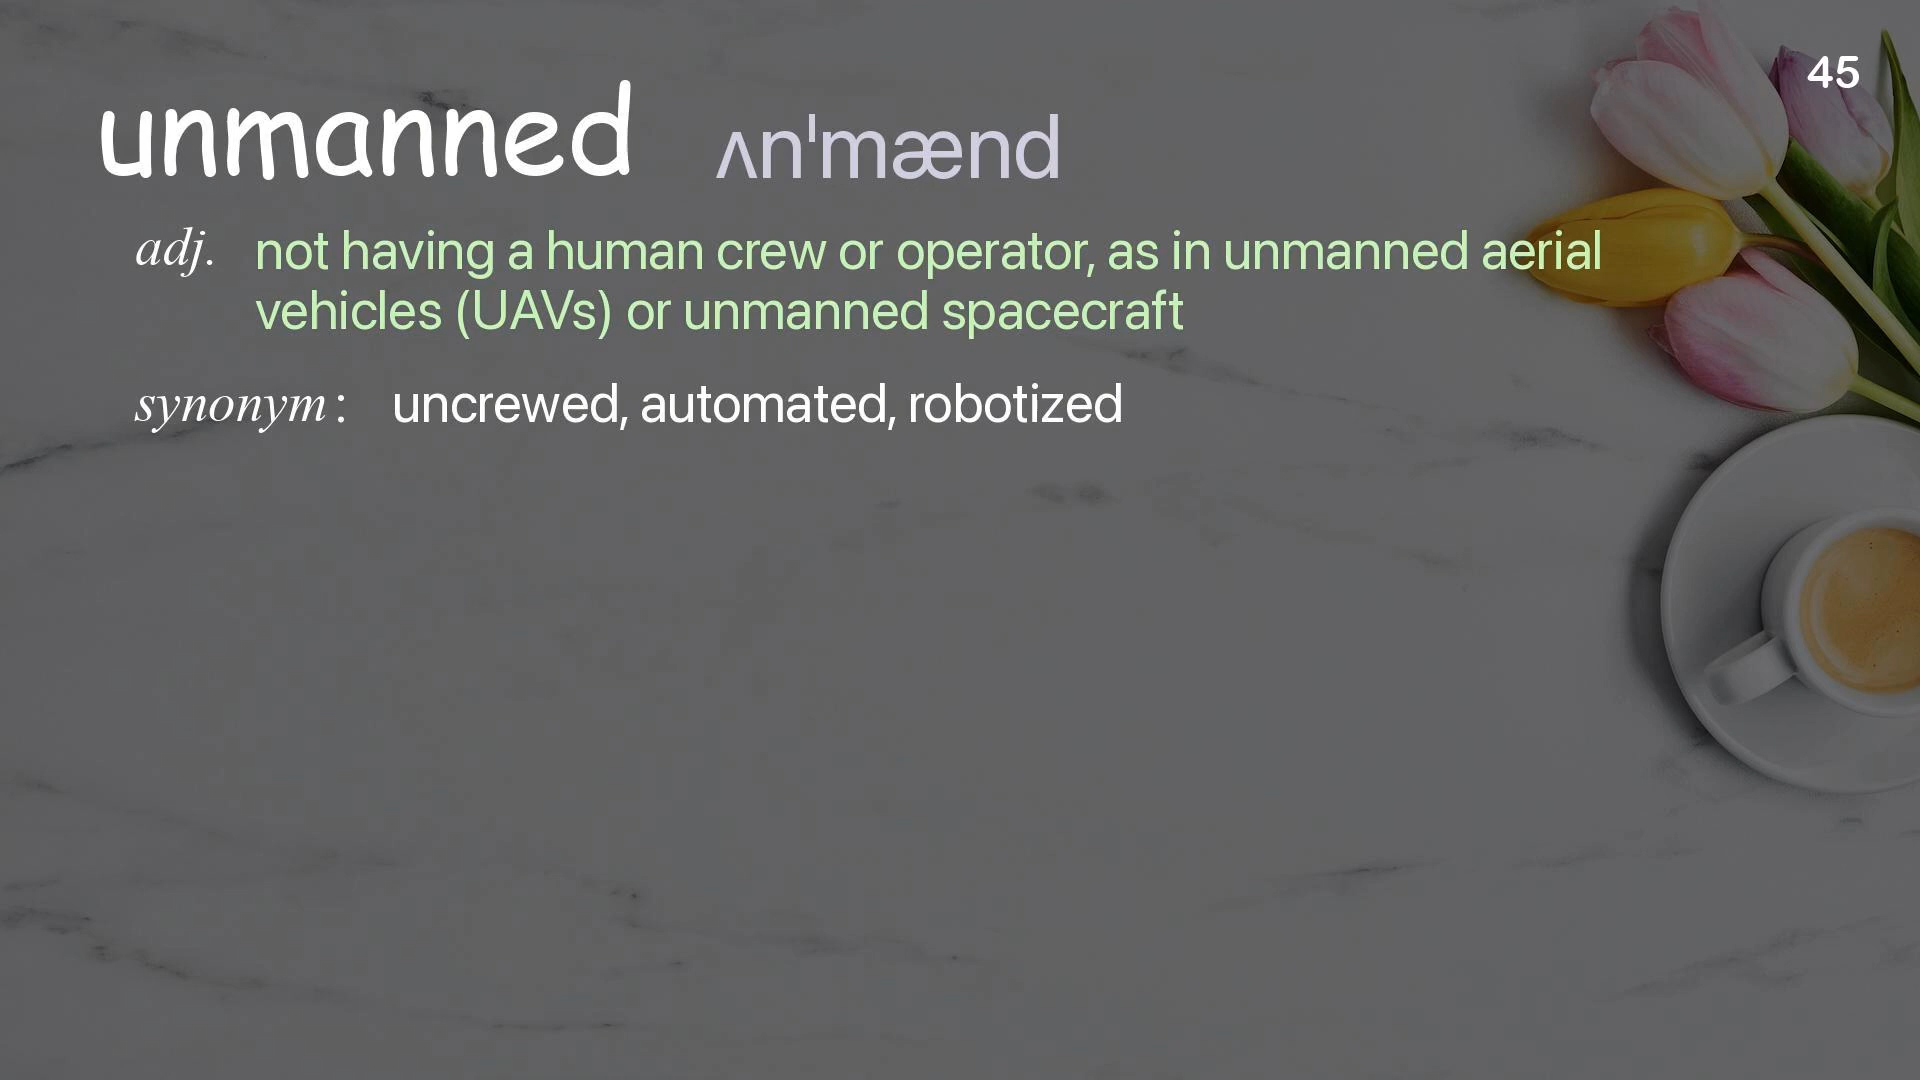 45
unmanned ʌnˈmænd
adj. not having a human crew or operator, as in unmanned aerial
vehicles (UAVs) or unmanned spacecraft
synonym: uncrewed, automated, robotized